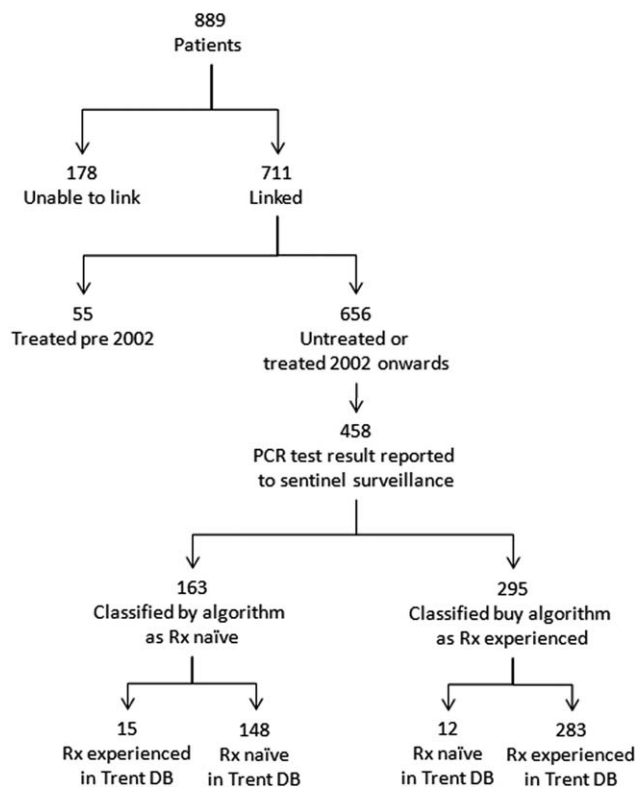 889
Patients
178
Unable to link
711
Linked
55
Treated pre 2002
656
Untreated or
treated 2002 onwards
458
PCR test result reported
to sentinel surveillance
163
Classified by algorithm
as Rx naïve
295
Classified buy algorithm
as Rx experienced
15
Rx experienced
in Trent DB
148
Rx naïve
in Trent DB
12
Rx naïve
in Trent DB
283
Rx experienced
in Trent DB